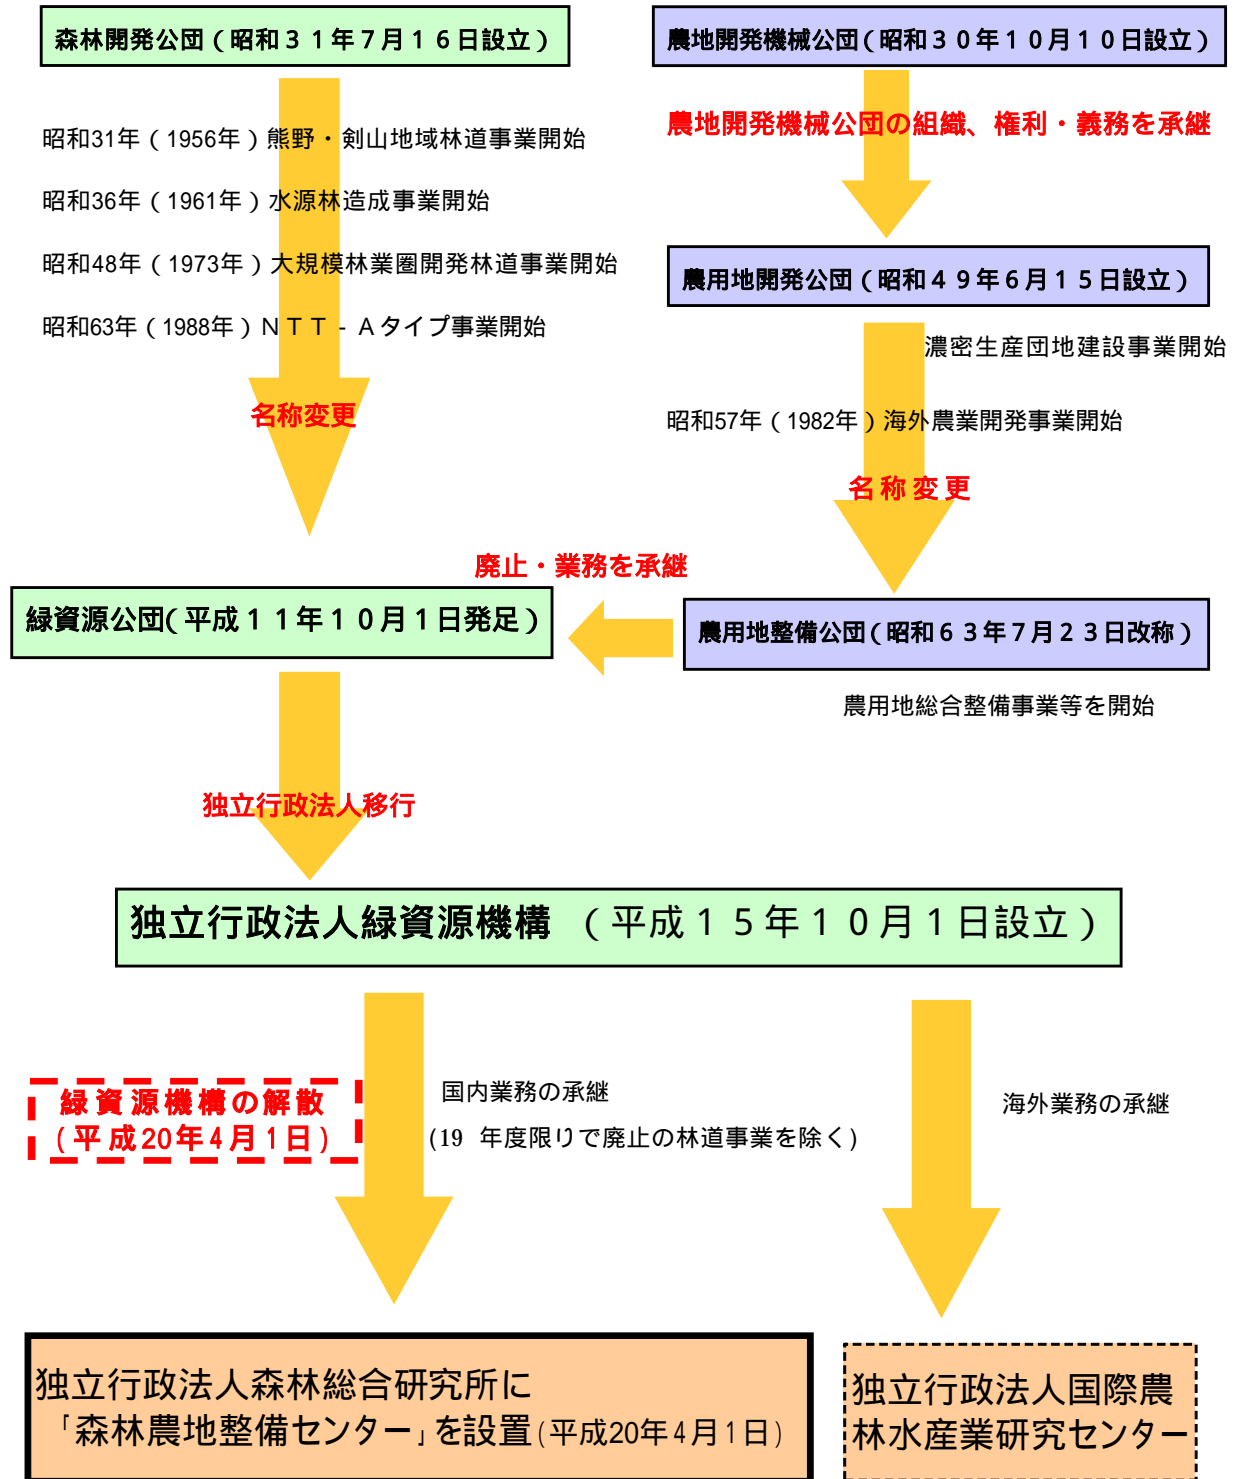 森林開発公団（昭和３１年７月１６日設立）
昭和31年（1956年）熊野・剣山地域林道事業開始
昭和36年（1961年）水源林造成事業開始
昭和48年（1973年）大規模林業圏開発林道事業開始
昭和63年（1988年）ＮＴＴ‐Ａタイプ事業開始
名称変更
農地開発機械公団（昭和３０年１０月１０日設立）
農地開発機械公団の組織、権利・義務を承継
農用地開発公団（昭和４９年６月１５日設立）
濃密生産団地建設事業開始
昭和57年（1982年）海外農業開発事業開始
名称変更
廃止・業務を承継
緑資源公団（平成１１年１０月１日発足）
農用地整備公団（昭和６３年７月２３日改称）
農用地総合整備事業等を開始
独立行政法人移行
独立行政法人緑資源機構　（平成１５年１０月１日設立）
緑資源機構の解散
(平成20年4月1日)
国内業務の承継
(19 年度限りで廃止の林道事業を除く)
海外業務の承継
独立行政法人森林総合研究所に
「森林農地整備センター」を設置(平成20年4月1日)
独立行政法人国際農
林水産業研究センター